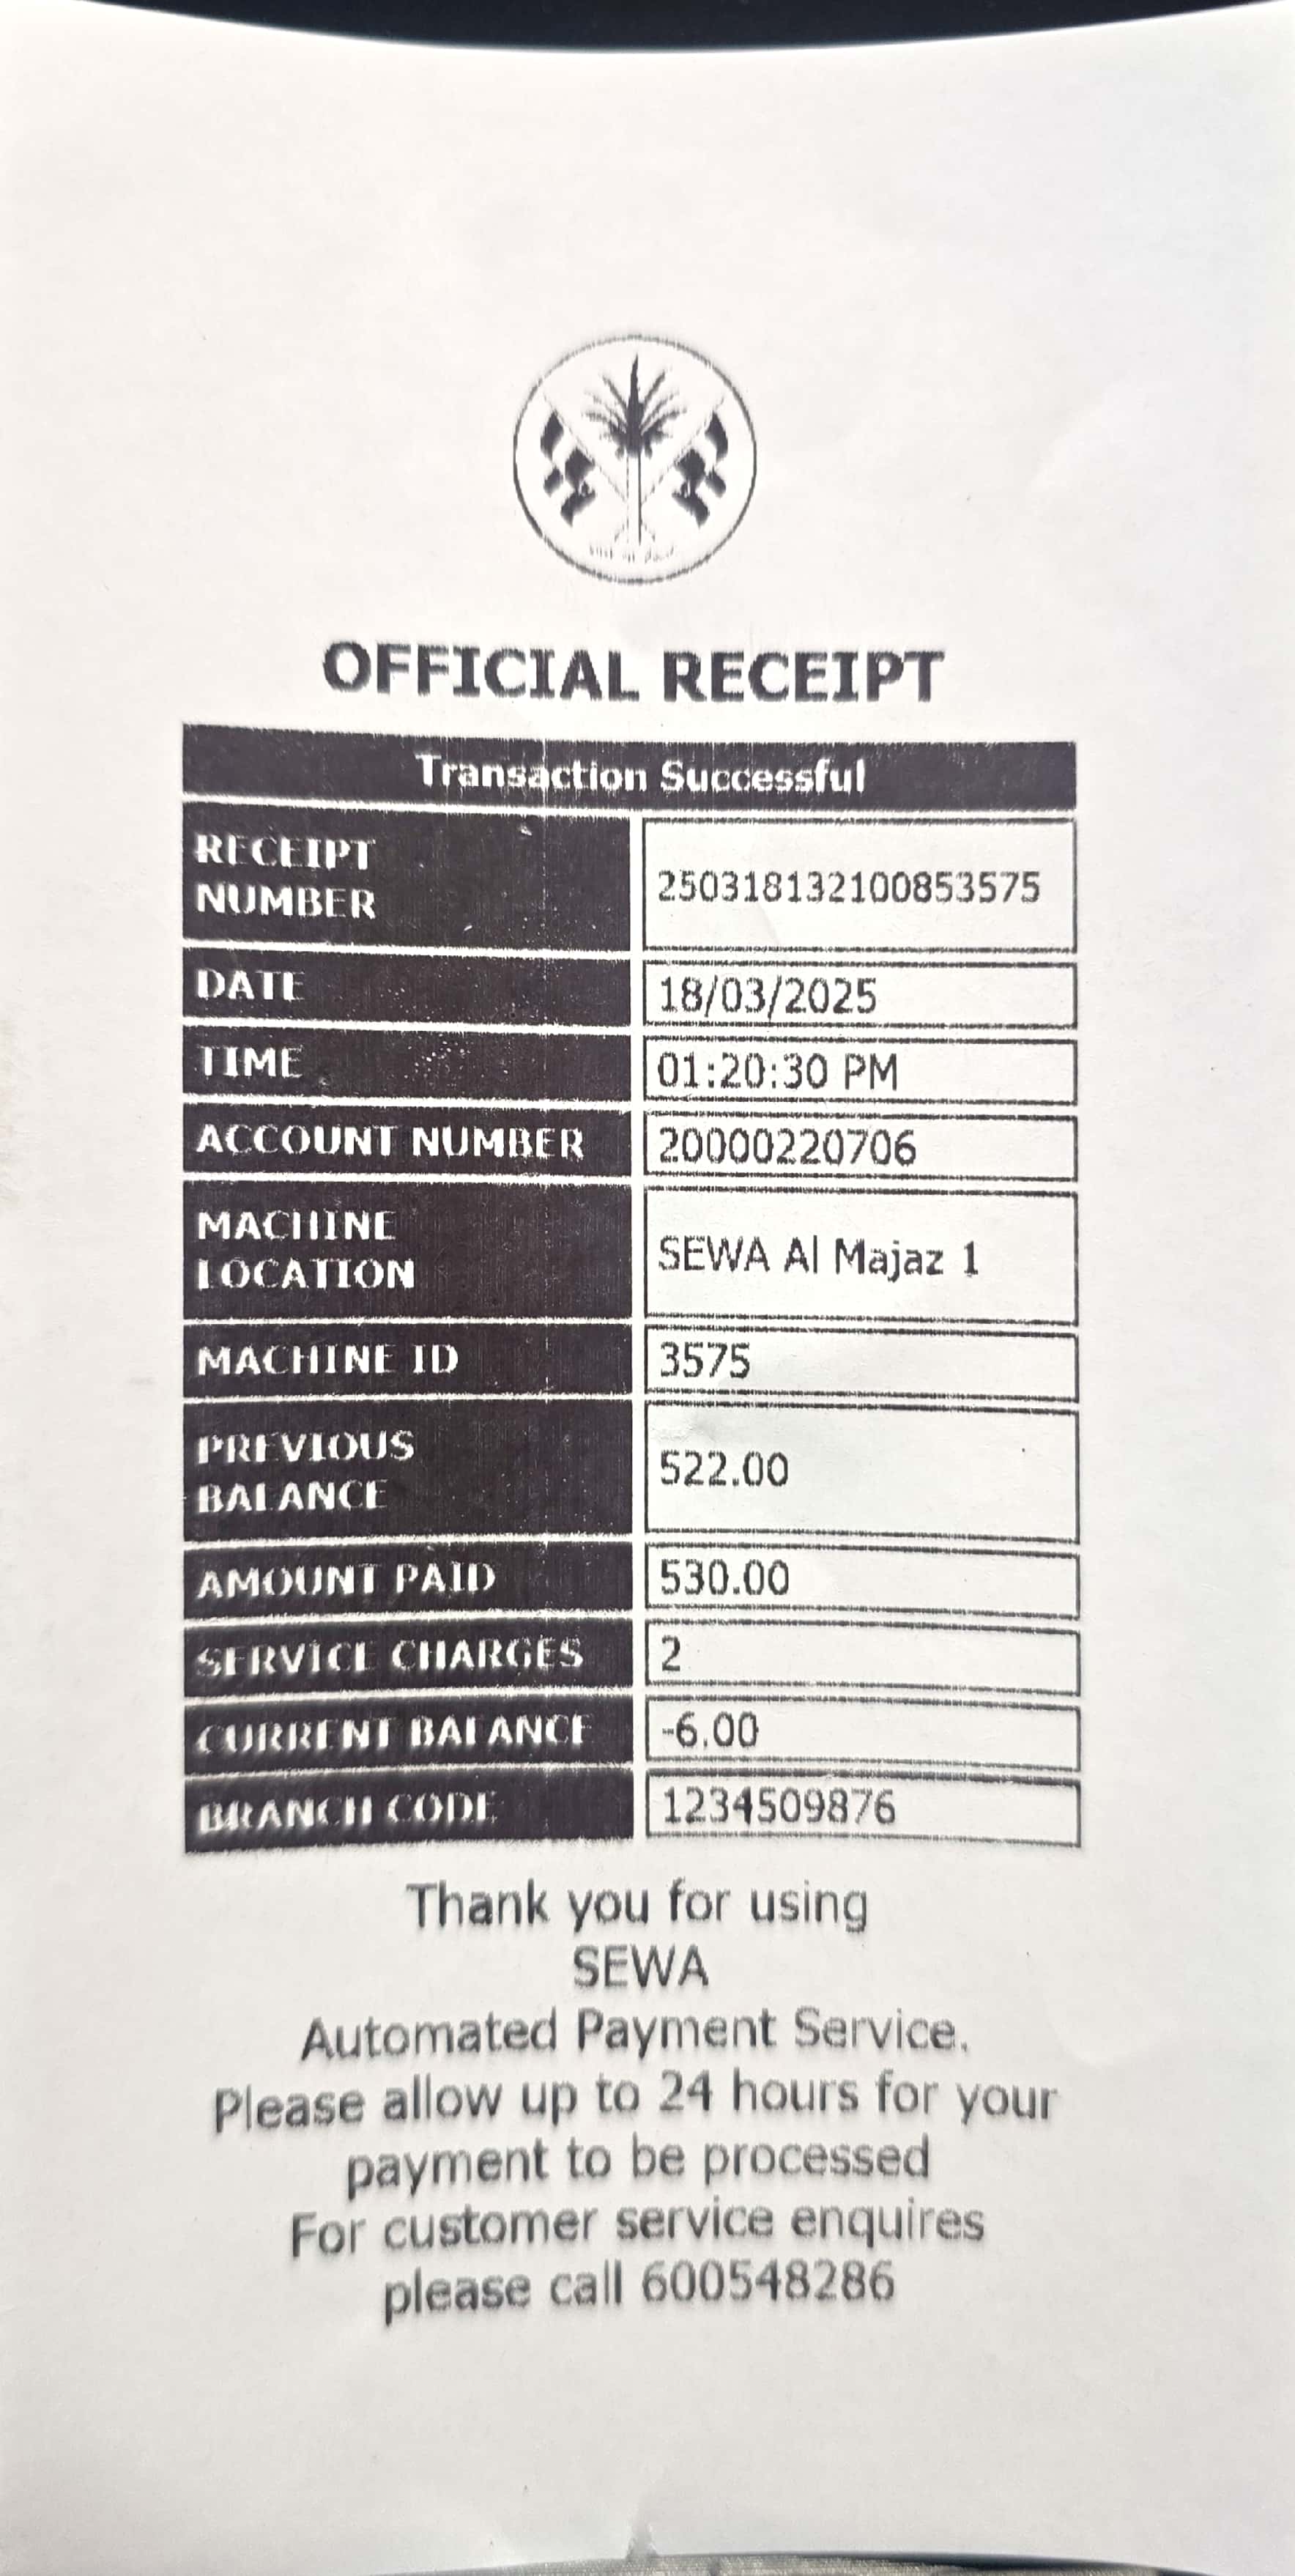 OFFICIAL RECEIPT
Transaction Successful
RECEIPT
NUMBER
250318132100853575
DATE 18/03/2025
TIME 01:20:30 PM
ACCOUNT NUMBER 20000220706
MACHINE
LOCATION
SEWA Al Majaz 1
MACHINE ID 3575
PREVIOUS
BALANCE
522.00
AMOUNT PAID 530.00
SERVICE CHARGES 2
CURRENT BALANCE -6.00
BRANCH CODE 1234509876
Thank you for using
SEWA
Automated Payment Service.
Please allow up to 24 hours for your
payment to be processed
For customer service enquires
please call 600548286